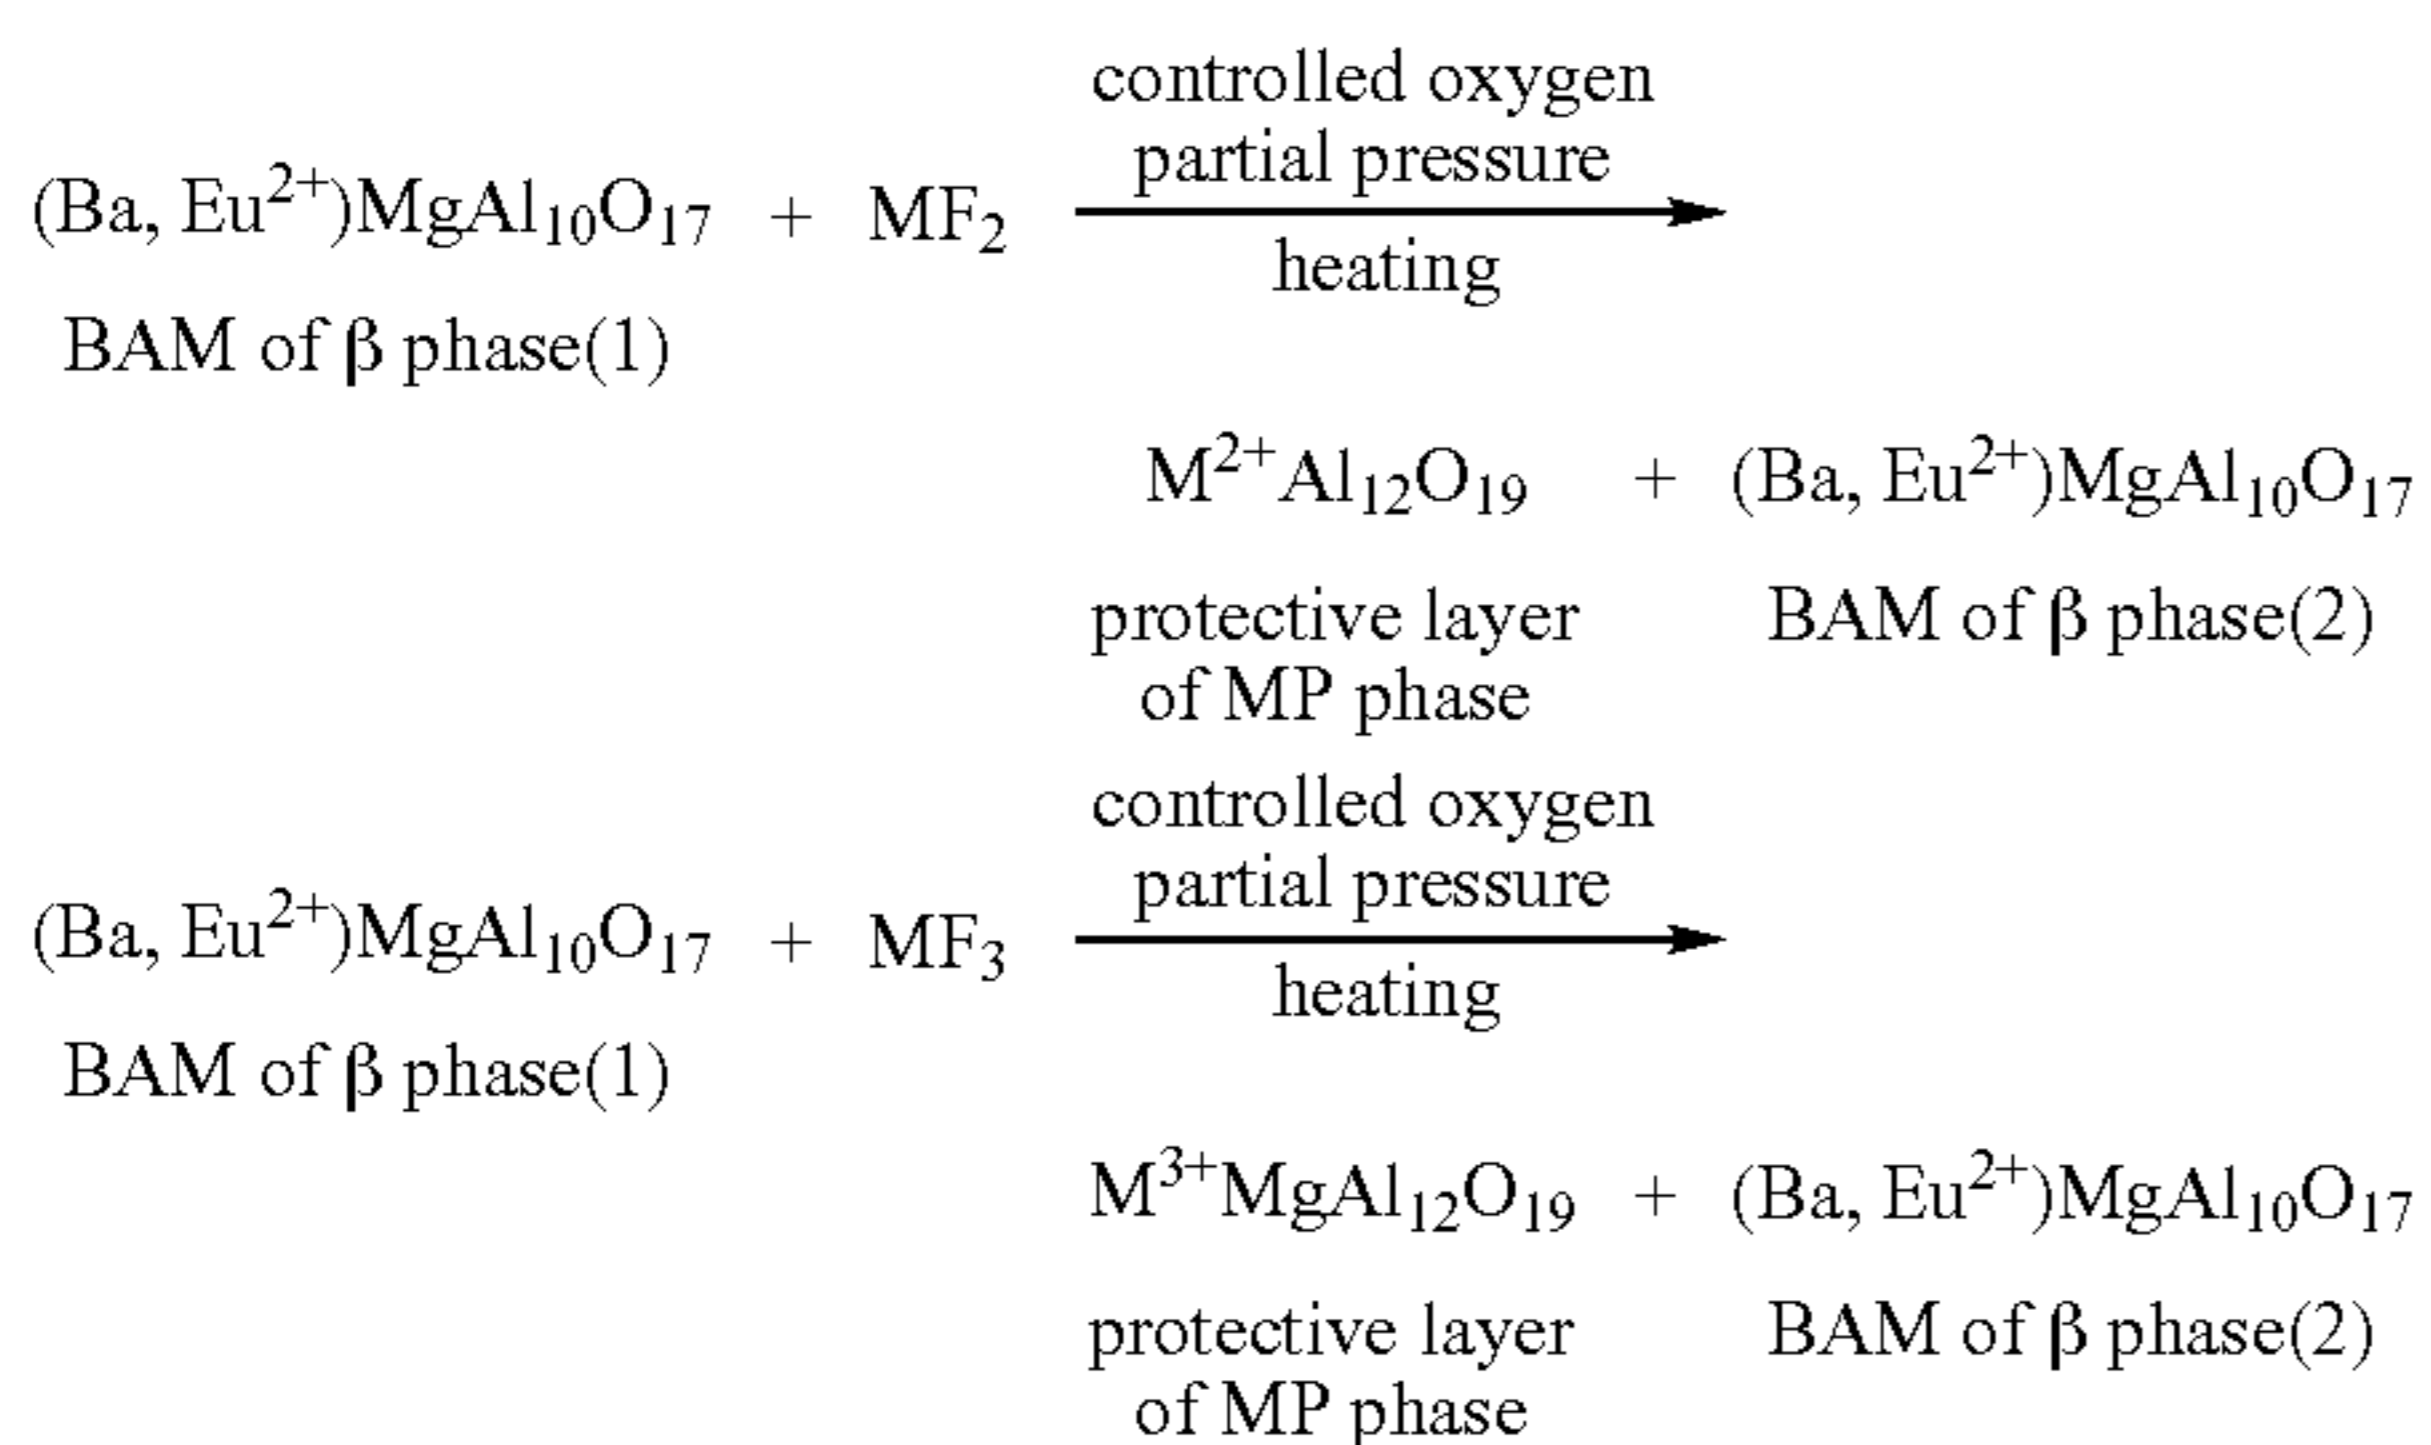 controlled oxygen
partial pressure
(Ba, Eu²⁺)MgAl₁₀O₁₇ + MF₂
heating
BAM of β phase(1)
M²⁺Al₁₂O₁₉ + (Ba, Eu²⁺)MgAl₁₀O₁₇
protective layer BAM of β phase(2)
of MP phase
controlled oxygen
partial pressure
(Ba, Eu²⁺)MgAl₁₀O₁₇ + MF₃
heating
BAM of β phase(1)
M³⁺MgAl₁₂O₁₉ + (Ba, Eu²⁺)MgAl₁₀O₁₇
protective layer BAM of β phase(2)
of MP phase